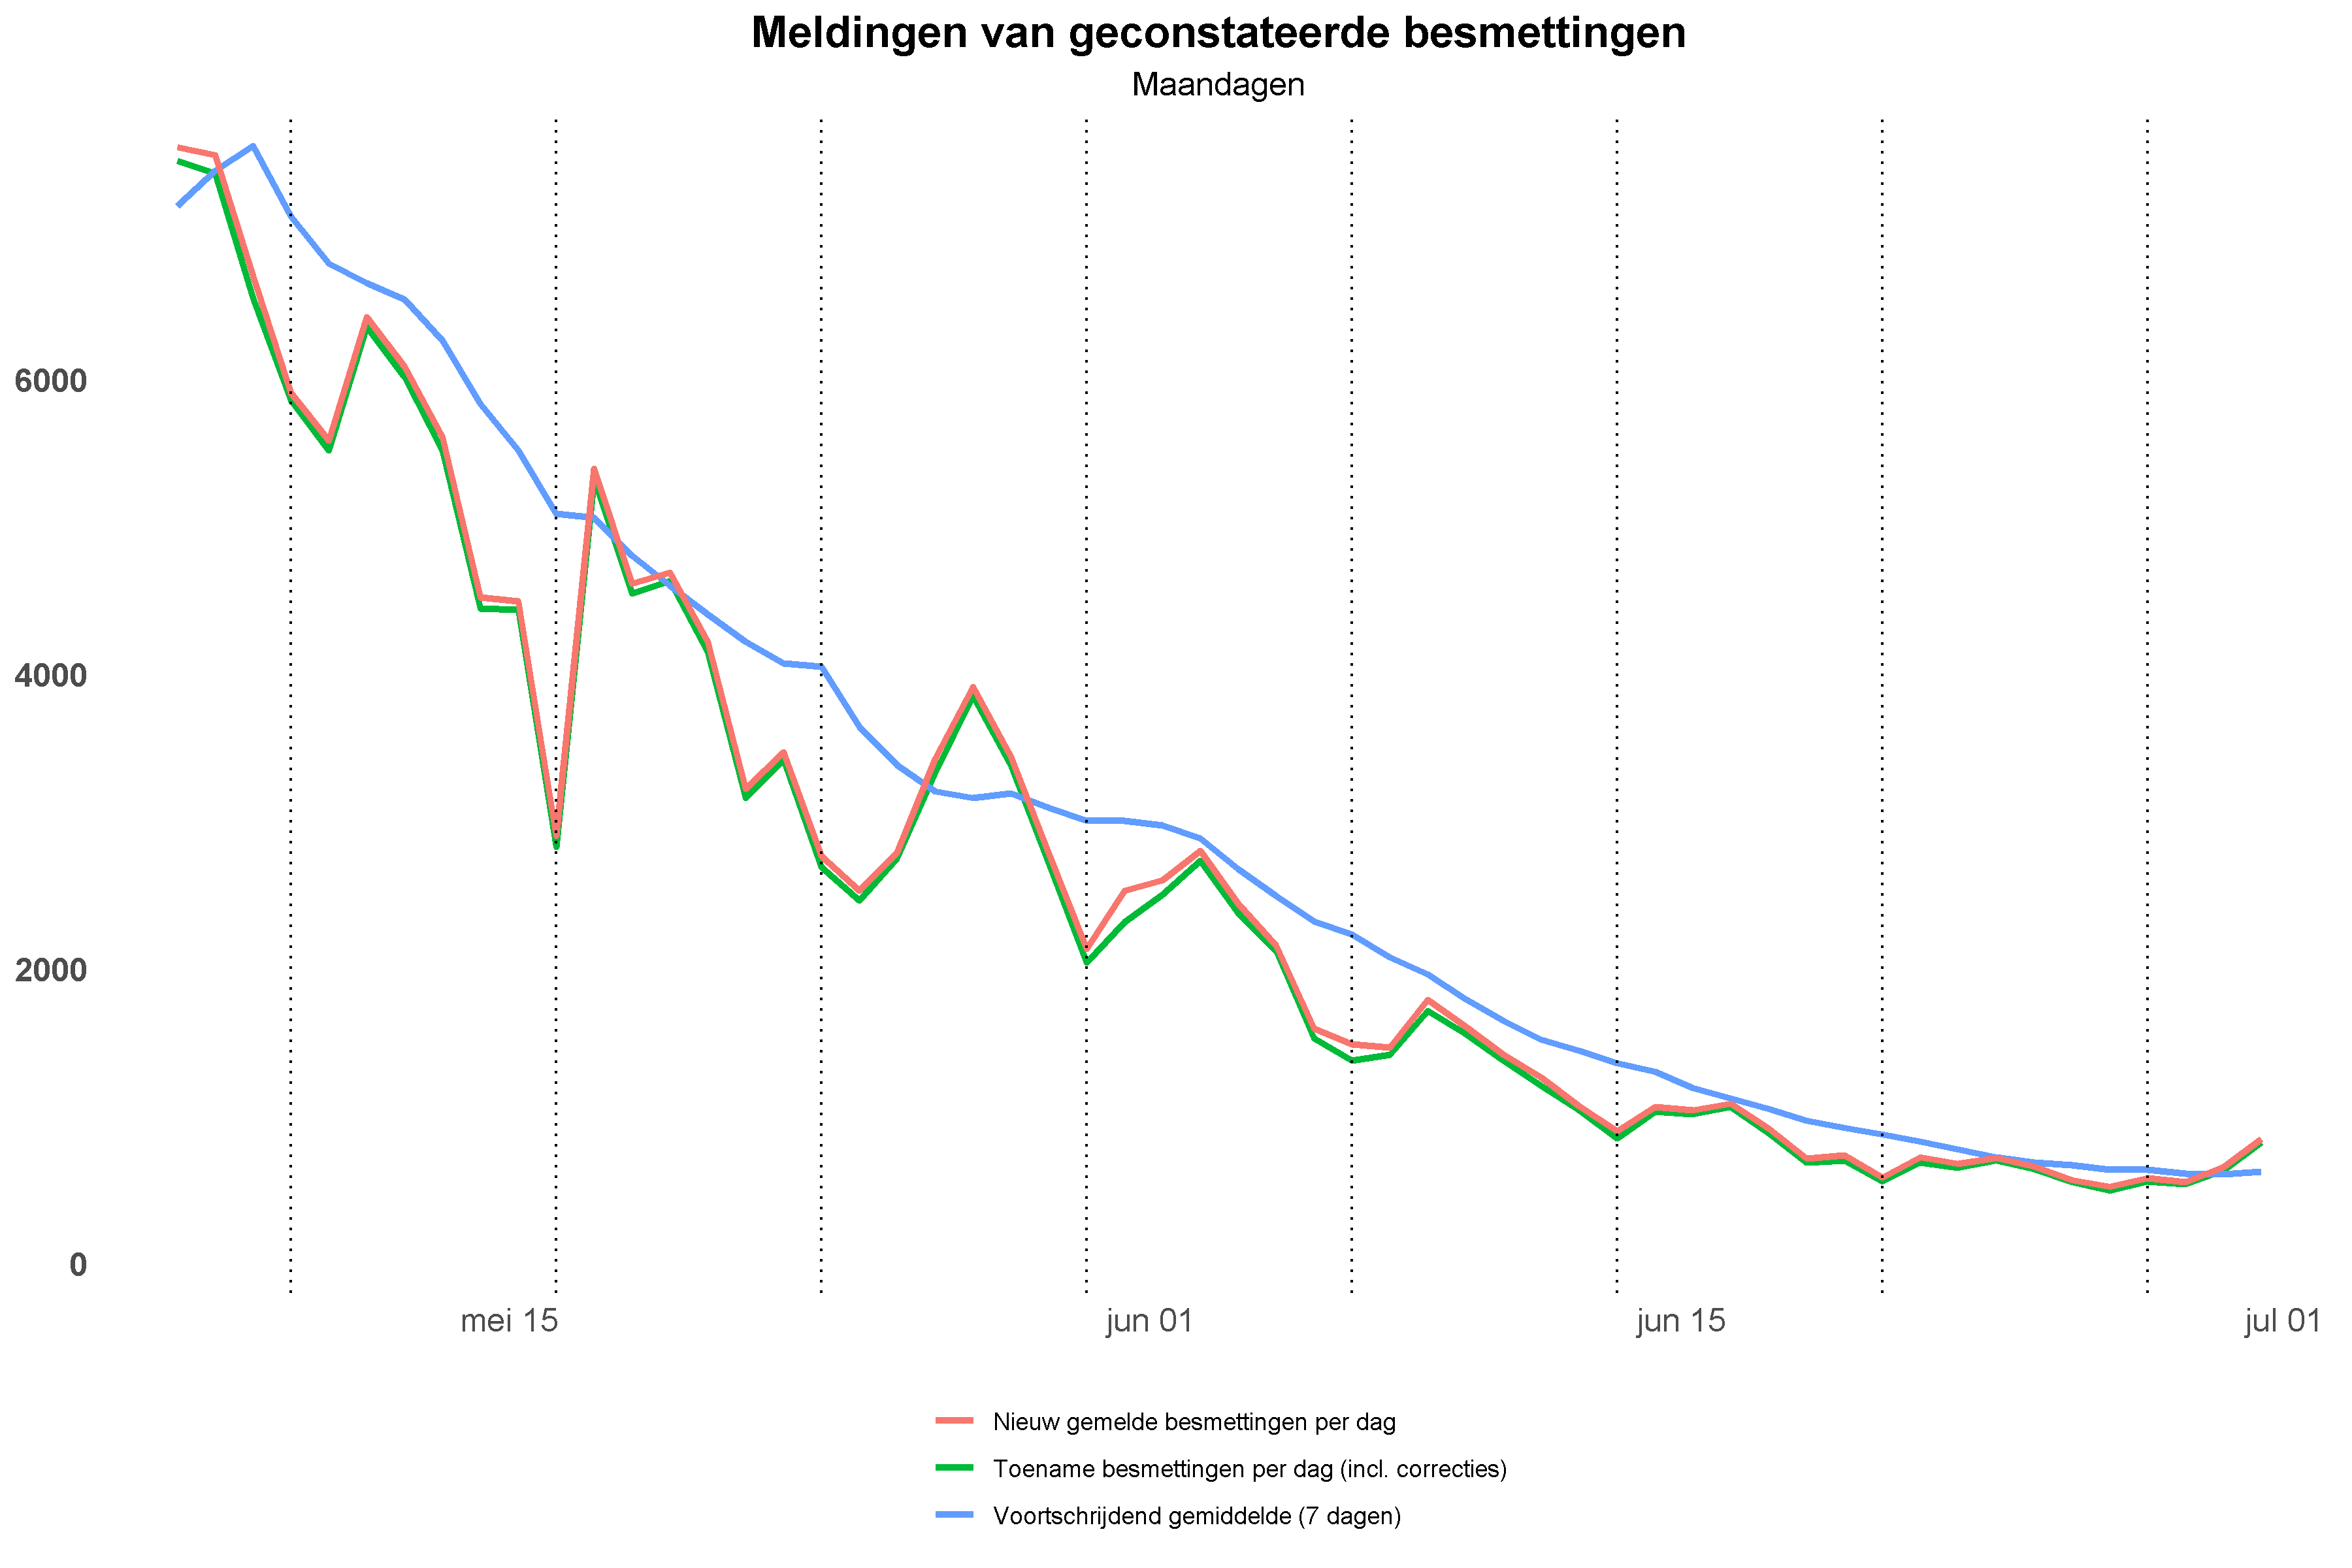 Meldingen van geconstateerde besmettingen
Maandagen
6000
4000
2000
0
mei 15
jun 01
jun 15
jul 01
Nieuw gemelde besmettingen per dag
Toename besmettingen per dag (incl. correcties)
Voortschrijdend gemiddelde (7 dagen)